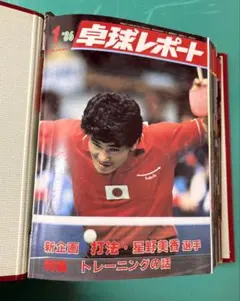 1 '86 卓球レポート
新企画 打法・星野美香選手
特集 トレーニングの話